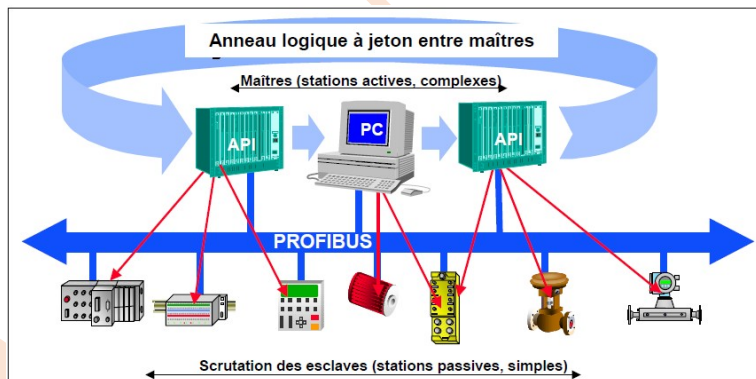 Anneau logique à jeton entre maîtres
Maîtres (stations actives, complexes)
API
PC
API
PROFIBUS
Scrutation des esclaves (stations passives, simples)